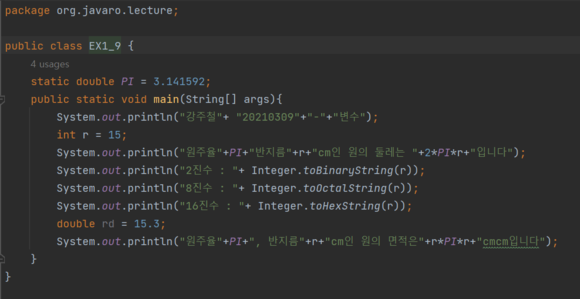 package org.javaro.lecture;
public class EX1_9 {
4 usages
static double PI = 3.141592;
public static void main(String[] args){
System.out.println("강주철"+ "20210309"+"-"+"변수");
int r = 15;
System.out.println("원주율"+PI+"반지름"+r+"cm인 원의 둘레는 "+2*PI*r+"입니다");
System.out.println("2진수 : "+ Integer.toBinaryString(r));
System.out.println("8진수 : "+ Integer.toOctalString(r));
System.out.println("16진수 : "+ Integer.toHexString(r));
double rd = 15.3;
System.out.println("원주율"+PI+", 반지름"+r+"cm인 원의 면적은"+r*PI*r+"cmcm입니다");
}
}